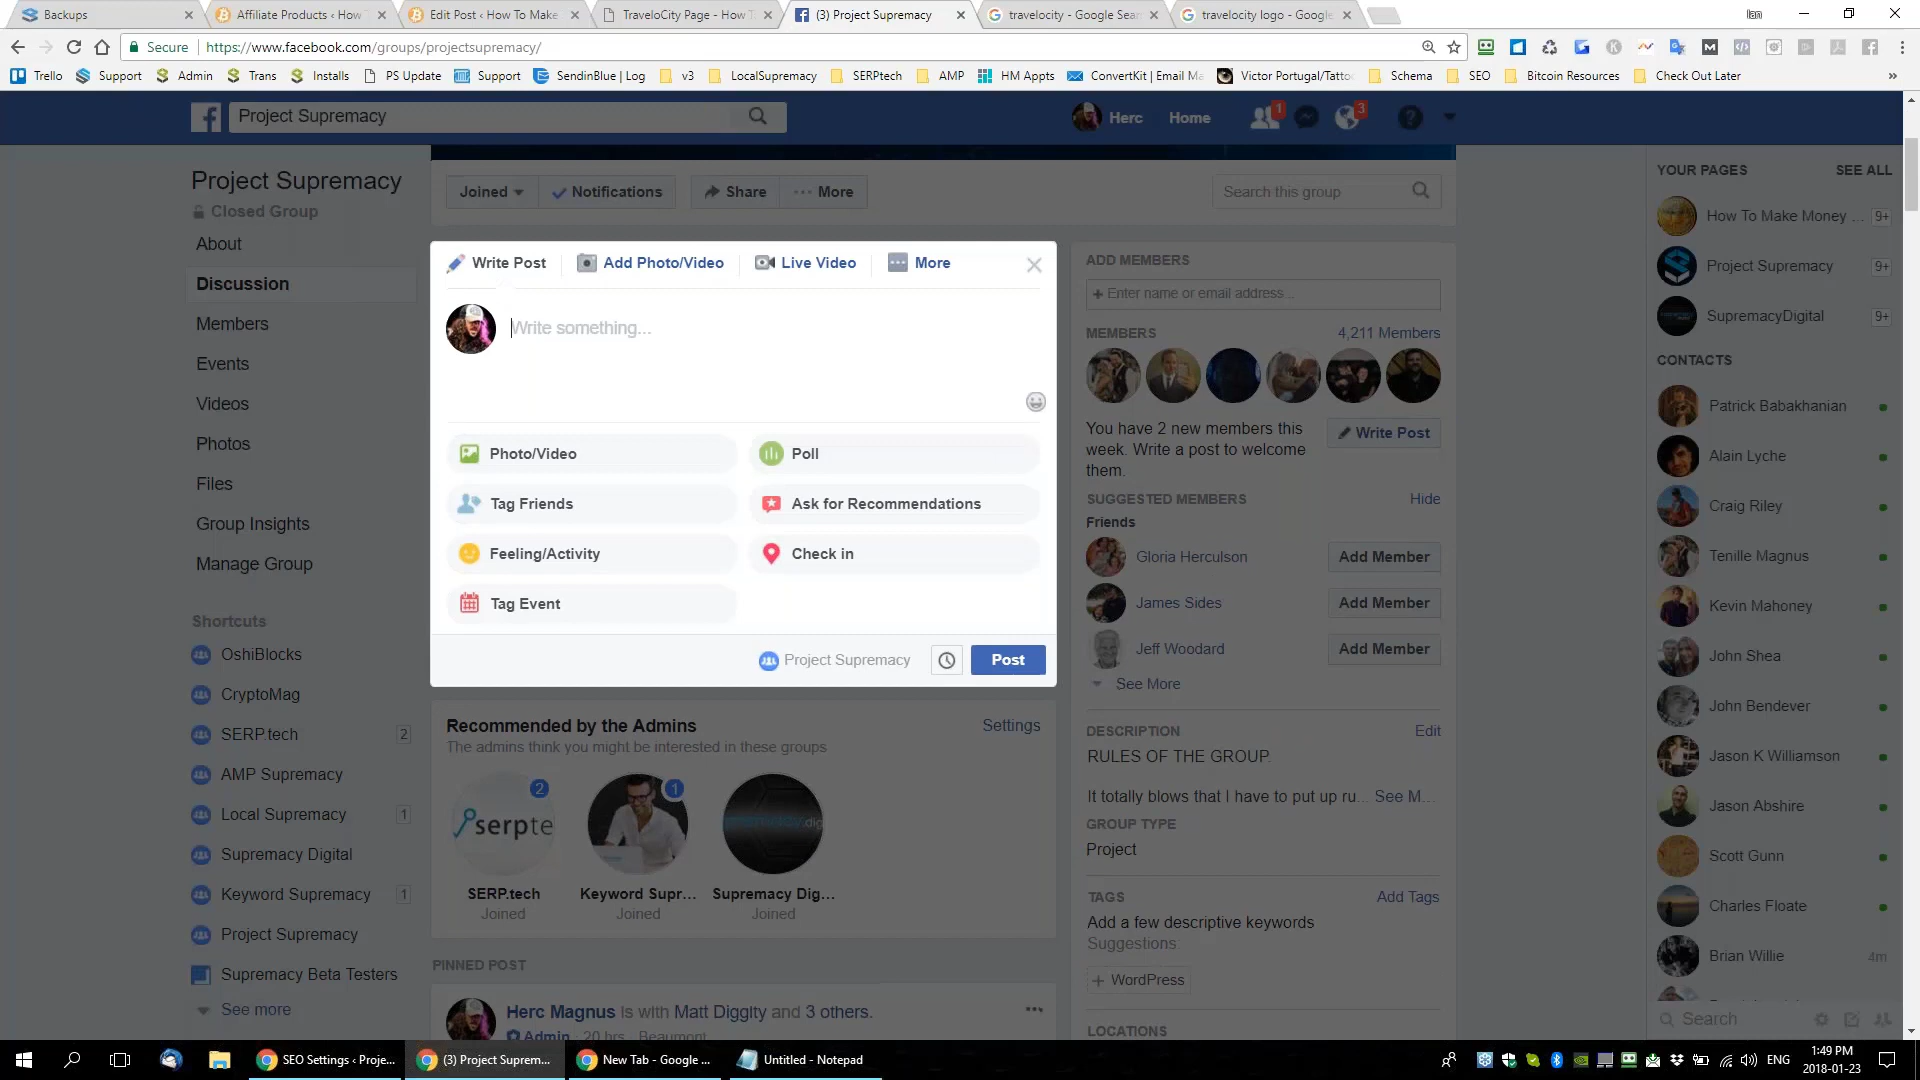 Backups
Affiliate Products ‹ How T
Edit Post ‹ How To Make
TraveloCity Page - How T
(3) Project Supremacy
travelocity - Google Sear
travelocity logo - Google
Ian
Secure
https://www.facebook.com/groups/projectsupremacy/
Trello
Support
Admin
Trans
Installs
PS Update
Support
SendinBlue | Log
v3
LocalSupremacy
SERPtech
AMP
HM Appts
ConvertKit | Email Ma
Victor Portugal/Tatto
Schema
SEO
Bitcoin Resources
Check Out Later
Project Supremacy
Herc
Home
1
3
Project Supremacy
Closed Group
About
Discussion
Members
Events
Videos
Photos
Files
Group Insights
Manage Group
Shortcuts
OshiBlocks
CryptoMag
SERP.tech 2
AMP Supremacy
Local Supremacy 1
Supremacy Digital
Keyword Supremacy 1
Project Supremacy
Supremacy Beta Testers
See more
Joined
Notifications
Share
More
Search this group
Write Post
Add Photo/Video
Live Video
More
Write something...
Photo/Video
Poll
Tag Friends
Ask for Recommendations
Feeling/Activity
Check in
Tag Event
Project Supremacy
Post
Recommended by the Admins
Settings
The admins think you might be interested in these groups
2
1
serpte
SERP.tech
Keyword Supr...
Supremacy Dig...
Joined
Joined
Joined
PINNED POST
Herc Magnus is with Matt Diggity and 3 others.
Admin · 20 hrs · Beaumont
ADD MEMBERS
+ Enter name or email address...
MEMBERS
4,211 Members
You have 2 new members this
week. Write a post to welcome
them.
Write Post
SUGGESTED MEMBERS
Hide
Friends
Gloria Herculson
Add Member
James Sides
Add Member
Jeff Woodard
Add Member
See More
DESCRIPTION
Edit
RULES OF THE GROUP.
It totally blows that I have to put up ru... See M...
GROUP TYPE
Project
TAGS
Add Tags
Add a few descriptive keywords
Suggestions:
+ WordPress
LOCATIONS
YOUR PAGES
SEE ALL
How To Make Money ... 9+
Project Supremacy 9+
SupremacyDigital 9+
CONTACTS
Patrick Babakhanian
Alain Lyche
Craig Riley
Tenille Magnus
Kevin Mahoney
John Shea
John Bendever
Jason K Williamson
Jason Abshire
Scott Gunn
Charles Floate
Brian Willie 4m
Search
SEO Settings ‹ Proje...
(3) Project Suprem...
New Tab - Google ...
Untitled - Notepad
ENG
1:49 PM
2018-01-23